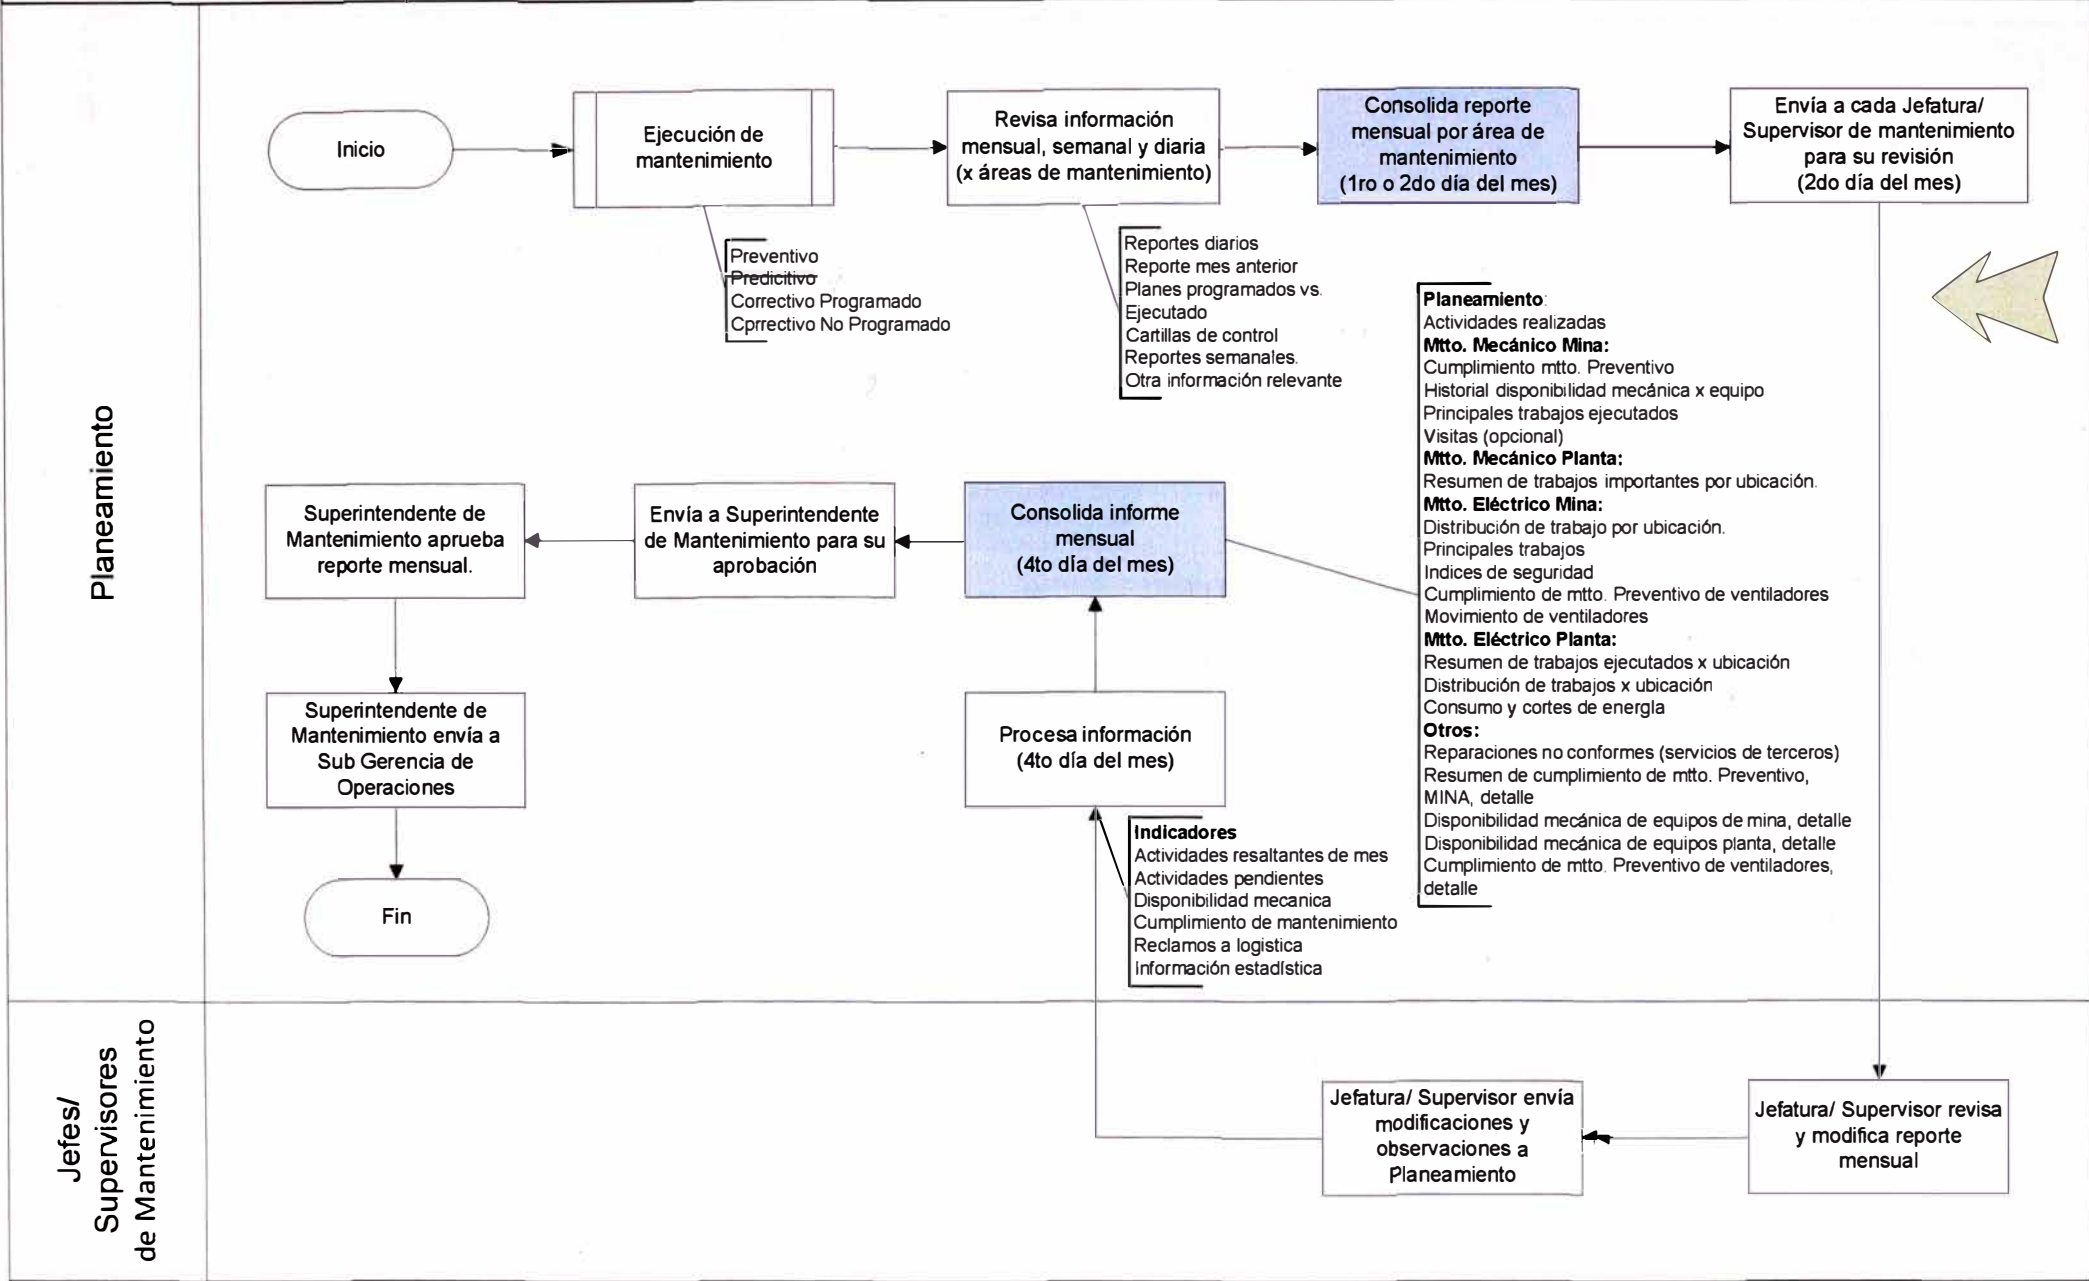 Planeamiento
Inicio
Ejecución de
mantenimiento
Preventivo
Predicitivo
Correctivo Programado
Cprrectivo No Programado
Revisa información
mensual, semanal y diaria
(x áreas de mantenimiento)
Reportes diarios
Reporte mes anterior
Planes programados vs.
Ejecutado
Cartillas de control
Reportes semanales.
Otra información relevante
Consolida reporte
mensual por área de
mantenimiento
(1ro o 2do día del mes)
Envía a cada Jefatura/
Supervisor de mantenimiento
para su revisión
(2do día del mes)
Planeamiento:
Actividades realizadas
Mtto. Mecánico Mina:
Cumplimiento mtto. Preventivo
Historial disponibilidad mecánica x equipo
Principales trabajos ejecutados
Visitas (opcional)
Mtto. Mecánico Planta:
Resumen de trabajos importantes por ubicación.
Mtto. Eléctrico Mina:
Distribución de trabajo por ubicación.
Principales trabajos
Indices de seguridad
Cumplimiento de mtto. Preventivo de ventiladores
Movimiento de ventiladores
Mtto. Eléctrico Planta:
Resumen de trabajos ejecutados x ubicación
Distribución de trabajos x ubicación
Consumo y cortes de energía
Otros:
Reparaciones no conformes (servicios de terceros)
Resumen de cumplimiento de mtto. Preventivo,
MINA, detalle
Disponibilidad mecánica de equipos de mina, detalle
Disponibilidad mecánica de equipos planta, detalle
Cumplimiento de mtto. Preventivo de ventiladores,
detalle
Superintendente de
Mantenimiento aprueba
reporte mensual.
Envía a Superintendente
de Mantenimiento para su
aprobación
Consolida informe
mensual
(4to día del mes)
Superintendente de
Mantenimiento envía a
Sub Gerencia de
Operaciones
Procesa información
(4to día del mes)
Indicadores
Actividades resaltantes de mes
Actividades pendientes
Disponibilidad mecanica
Cumplimiento de mantenimiento
Reclamos a logistica
Información estadística
Fin
Jefes/
Supervisores
de Mantenimiento
Jefatura/ Supervisor envía
modificaciones y
observaciones a
Planeamiento
Jefatura/ Supervisor revisa
y modifica reporte
mensual